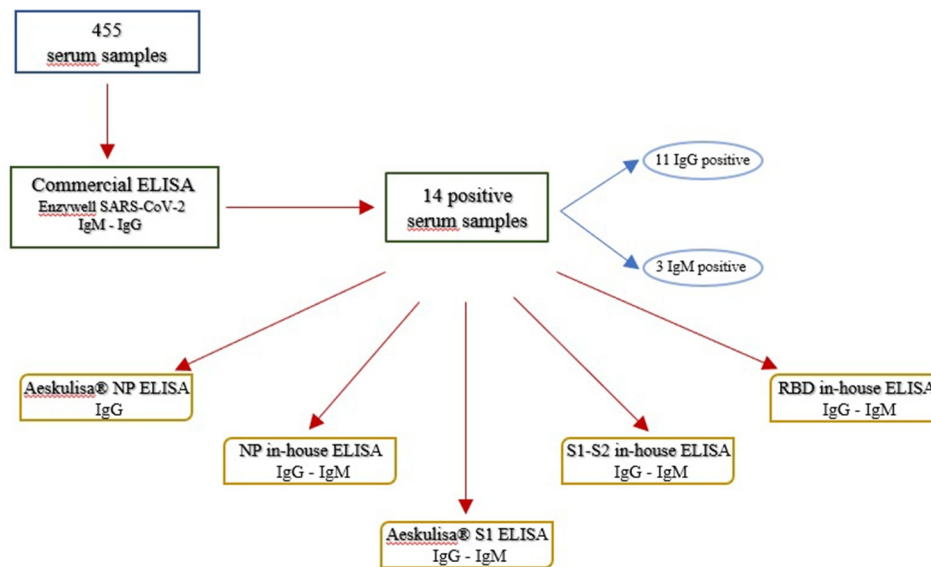 455
serum samples
Commercial ELISA
Enzywell SARS-CoV-2
IgM - IgG
14 positive
serum samples
11 IgG positive
3 IgM positive
Aeskulisa® NP ELISA
IgG
NP in-house ELISA
IgG - IgM
Aeskulisa® S1 ELISA
IgG - IgM
S1-S2 in-house ELISA
IgG - IgM
RBD in-house ELISA
IgG - IgM